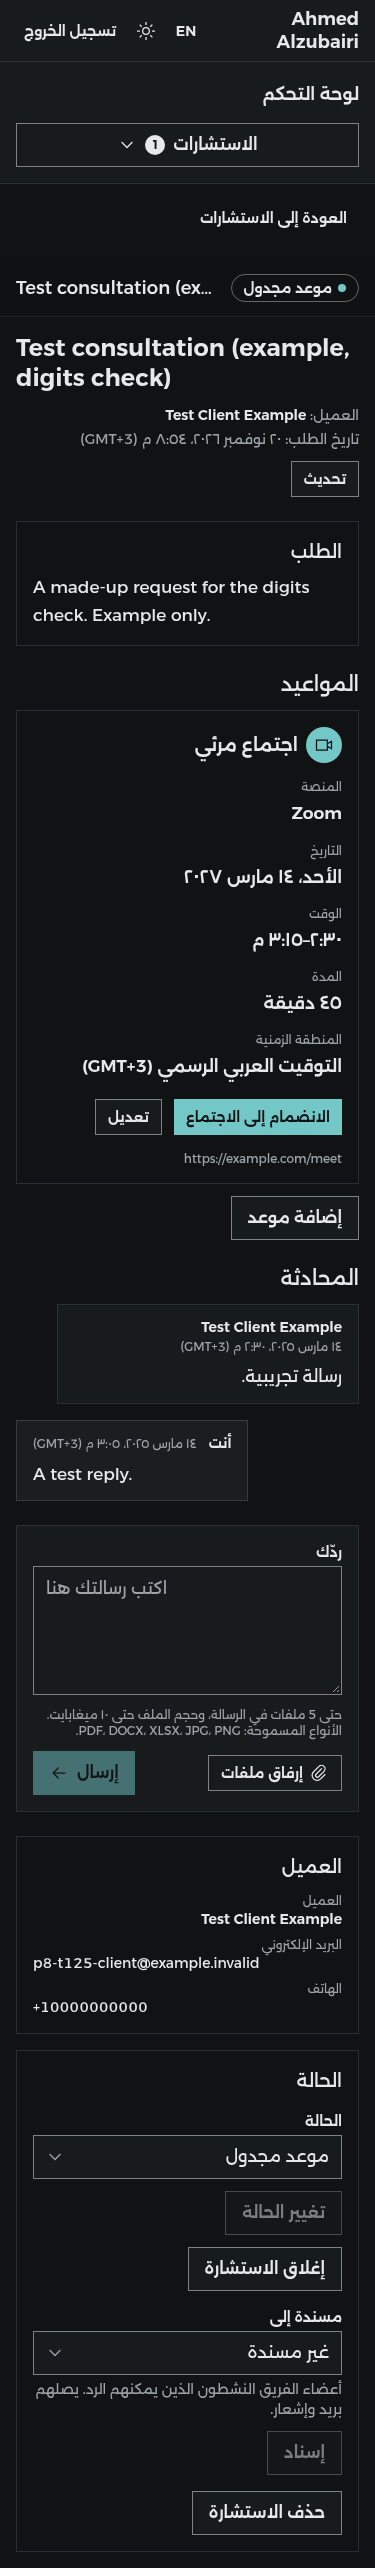 Ahmed
Alzubairi
EN
تسجيل الخروج
لوحة التحكم
الاستشارات 1
العودة إلى الاستشارات
موعد مجدول
Test consultation (ex...
Test consultation (example,
digits check)
العميل: Test Client Example
تاريخ الطلب: ٢٠ نوفمبر ٢٠٢٦، ٨:٥٤ م (GMT+3)
تحديث
الطلب
A made-up request for the digits
check. Example only.
المواعيد
اجتماع مرئي
المنصة
Zoom
التاريخ
الأحد، ١٤ مارس ٢٠٢٧
الوقت
٢:٣٠–٣:١٥ م
المدة
٤٥ دقيقة
المنطقة الزمنية
التوقيت العربي الرسمي (GMT+3)
الانضمام إلى الاجتماع
تعديل
https://example.com/meet
إضافة موعد
المحادثة
Test Client Example
١٤ مارس ٢٠٢٥، ٢:٣٠ م (GMT+3)
رسالة تجريبية.
أنت ١٤ مارس ٢٠٢٥، ٣:٠٥ م (GMT+3)
A test reply.
ردّك
اكتب رسالتك هنا
حتى 5 ملفات في الرسالة، وحجم الملف حتى ١٠ ميغابايت.
الأنواع المسموحة: PDF، DOCX، XLSX، JPG، PNG.
إرفاق ملفات
إرسال
العميل
العميل
Test Client Example
البريد الإلكتروني
p8-t125-client@example.invalid
الهاتف
+10000000000
الحالة
الحالة
موعد مجدول
تغيير الحالة
إغلاق الاستشارة
مسندة إلى
غير مسندة
أعضاء الفريق النشطون الذين يمكنهم الرد. يصلهم
بريد وإشعار.
إسناد
حذف الاستشارة